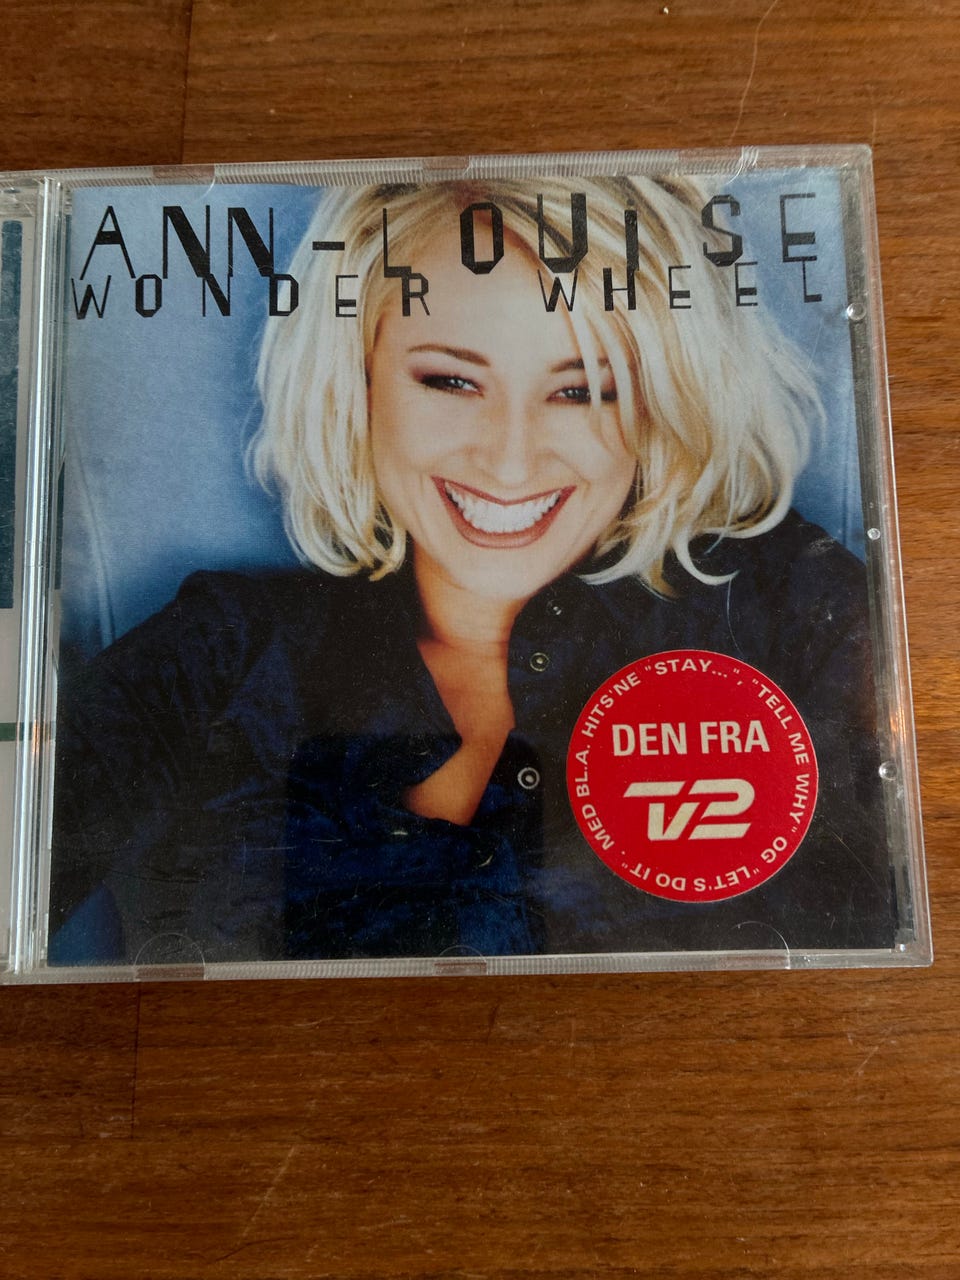 ANN-LOUISE
WONDER WHEEL
MED BL.A. HITS'NE "STAY...", "TELL ME WHY" OG "LET'S DO IT".
DEN FRA
TV2